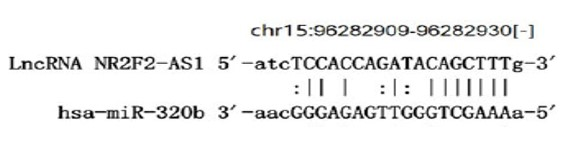 chr15:96282909-96282930[-]
LncRNA NR2F2-AS1 5′-atcTCCACCAGATACAGCTTTg-3′
:|| | :|: |||||||
hsa-miR-320b 3′-aacGGGAGAGTTGGGTCGAAAa-5′